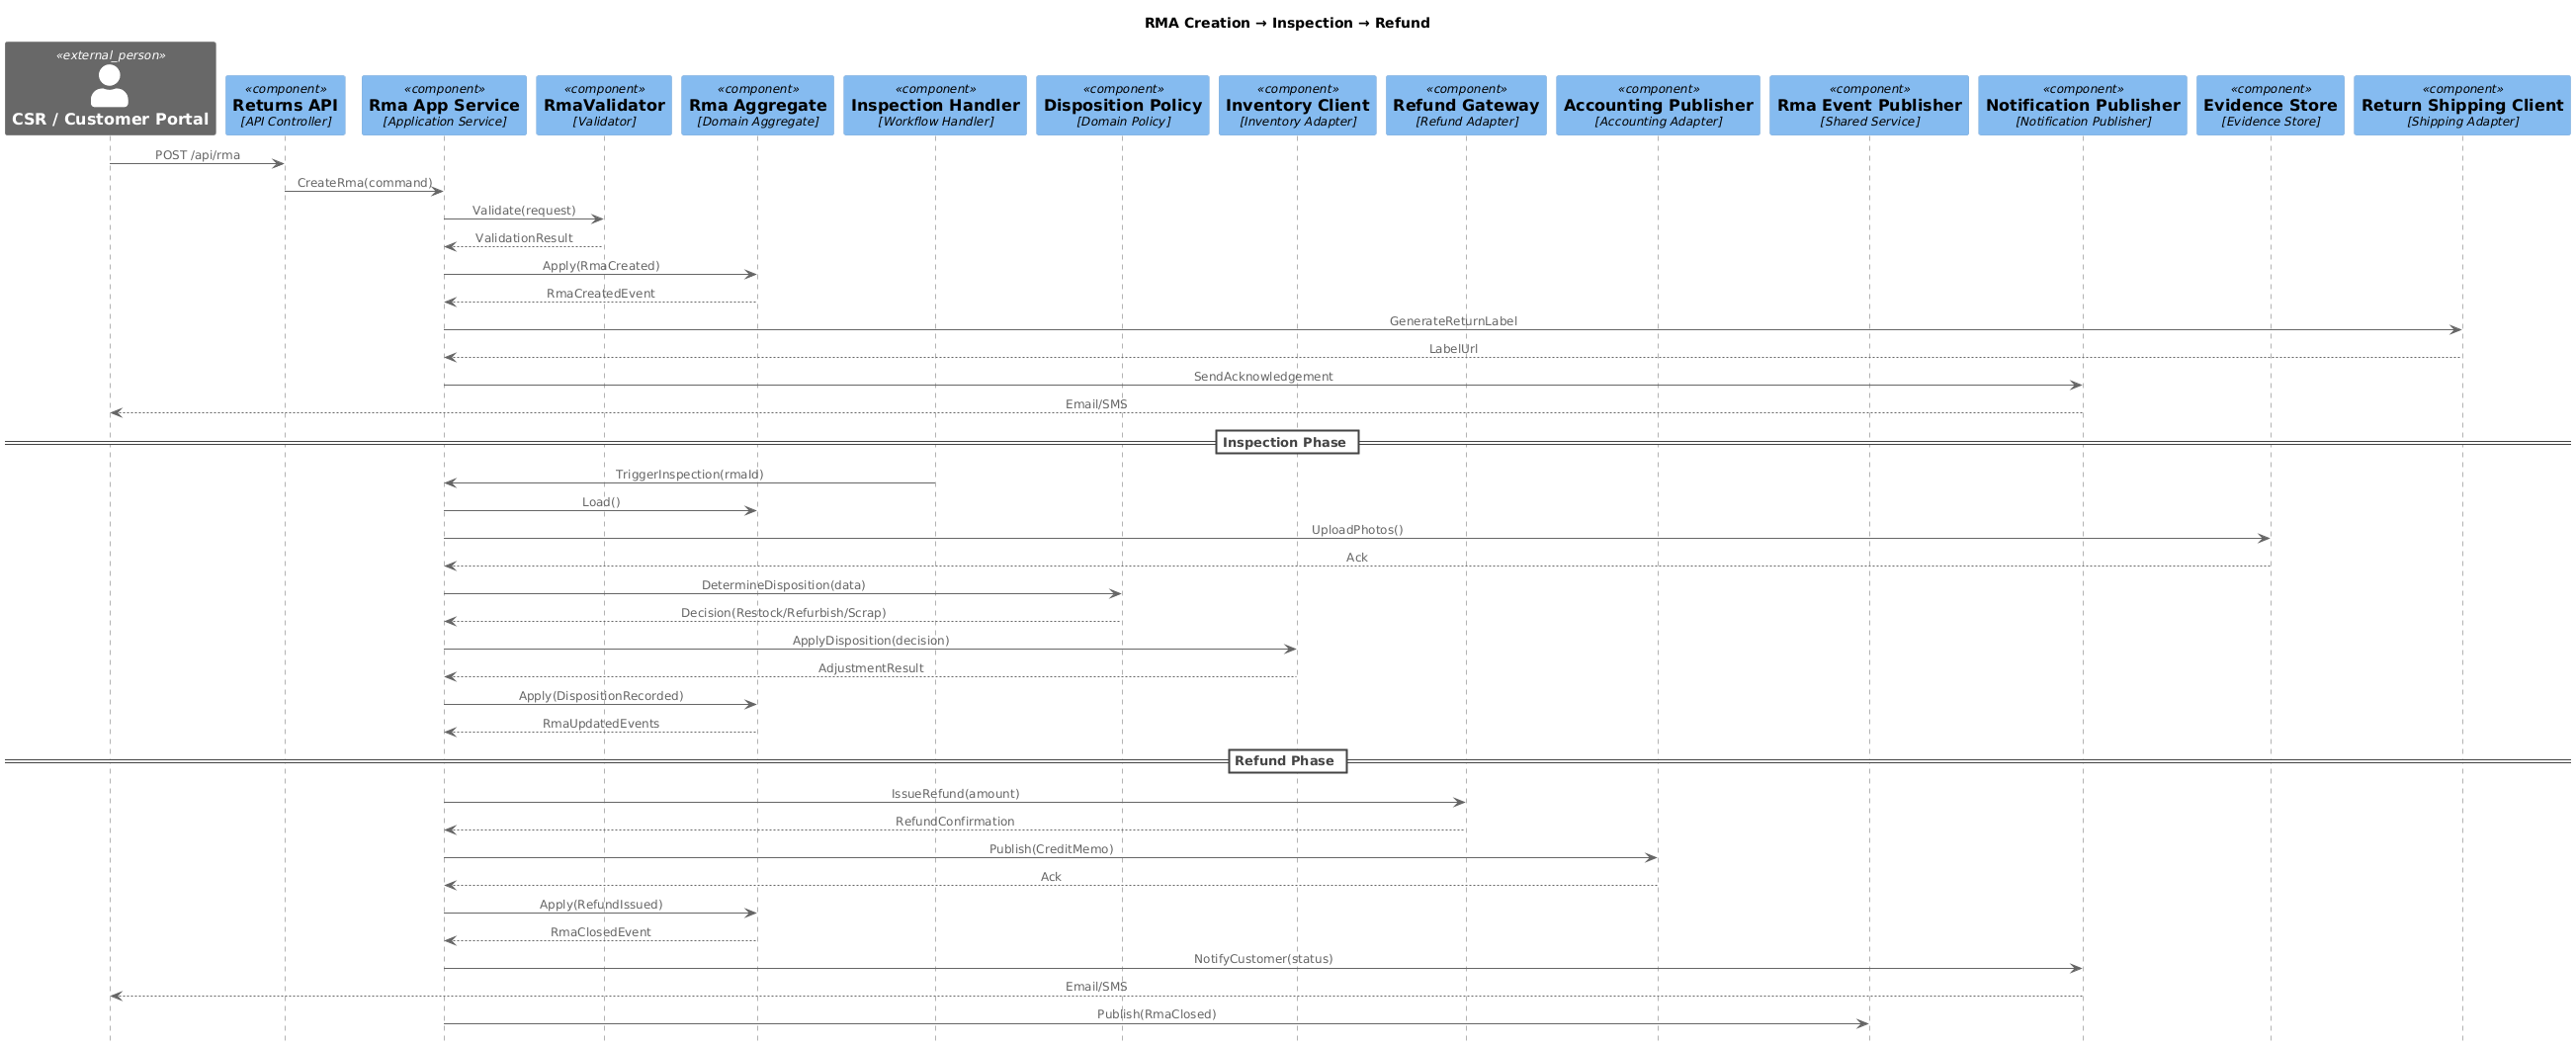 RMA Creation → Inspection → Refund
«external_person»
CSR / Customer Portal
«component»
Returns API
[API Controller]
«component»
Rma App Service
[Application Service]
«component»
RmaValidator
[Validator]
«component»
Rma Aggregate
[Domain Aggregate]
«component»
Inspection Handler
[Workflow Handler]
«component»
Disposition Policy
[Domain Policy]
«component»
Inventory Client
[Inventory Adapter]
«component»
Refund Gateway
[Refund Adapter]
«component»
Accounting Publisher
[Accounting Adapter]
«component»
Rma Event Publisher
[Shared Service]
«component»
Notification Publisher
[Notification Publisher]
«component»
Evidence Store
[Evidence Store]
«component»
Return Shipping Client
[Shipping Adapter]
POST /api/rma
CreateRma(command)
Validate(request)
ValidationResult
Apply(RmaCreated)
RmaCreatedEvent
GenerateReturnLabel
LabelUrl
SendAcknowledgement
Email/SMS
Inspection Phase
TriggerInspection(rmaId)
Load()
UploadPhotos()
Ack
DetermineDisposition(data)
Decision(Restock/Refurbish/Scrap)
ApplyDisposition(decision)
AdjustmentResult
Apply(DispositionRecorded)
RmaUpdatedEvents
Refund Phase
IssueRefund(amount)
RefundConfirmation
Publish(CreditMemo)
Ack
Apply(RefundIssued)
RmaClosedEvent
NotifyCustomer(status)
Email/SMS
Publish(RmaClosed)